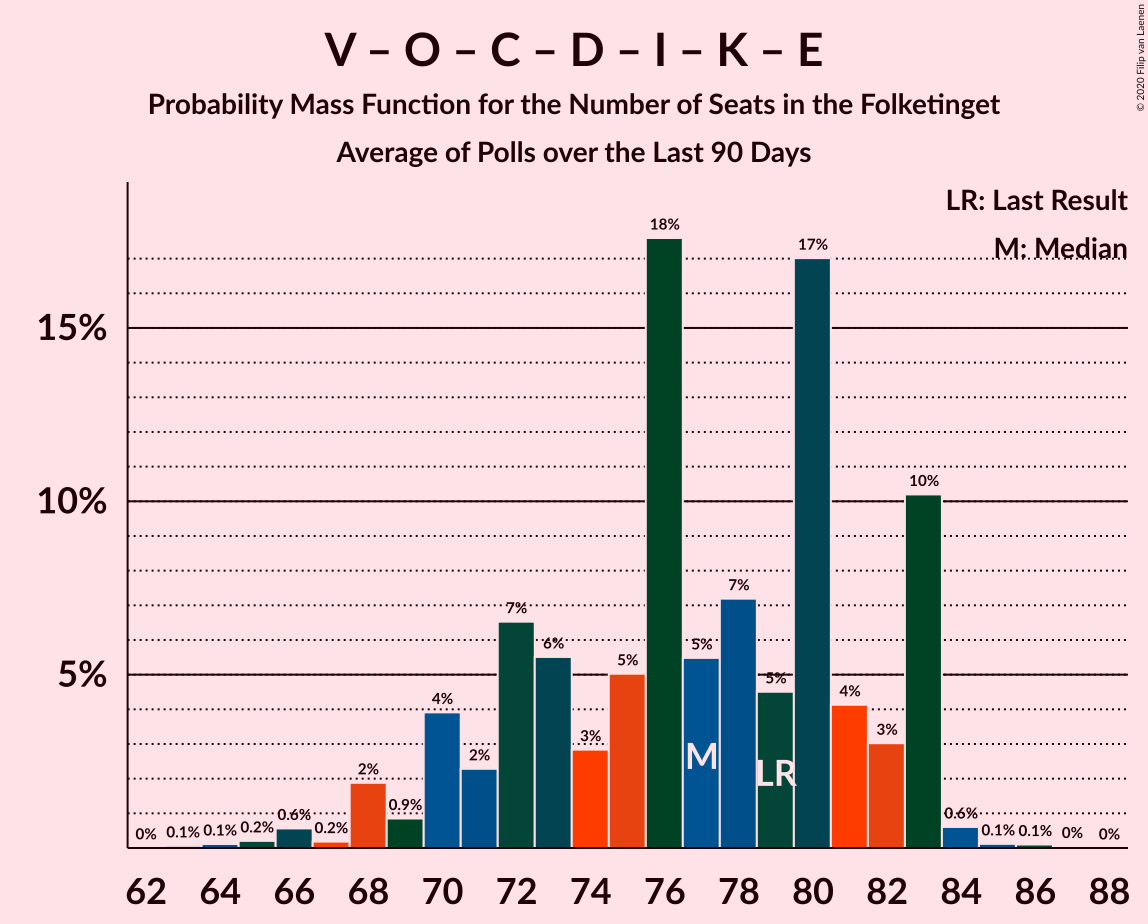 V – O – C – D – I – K – E
Probability Mass Function for the Number of Seats in the Folketinget
Average of Polls over the Last 90 Days
© 2020 Filip van Laenen
LR: Last Result
M: Median
15%
10%
5%
0% 0.1% 0.1% 0.2% 0.6% 0.2% 2% 0.9% 4% 2% 7% 6% 3% 5% 18% 5% 7% 5% 17% 4% 3% 10% 0.6% 0.1% 0.1% 0% 0%
M
LR
62 64 66 68 70 72 74 76 78 80 82 84 86 88